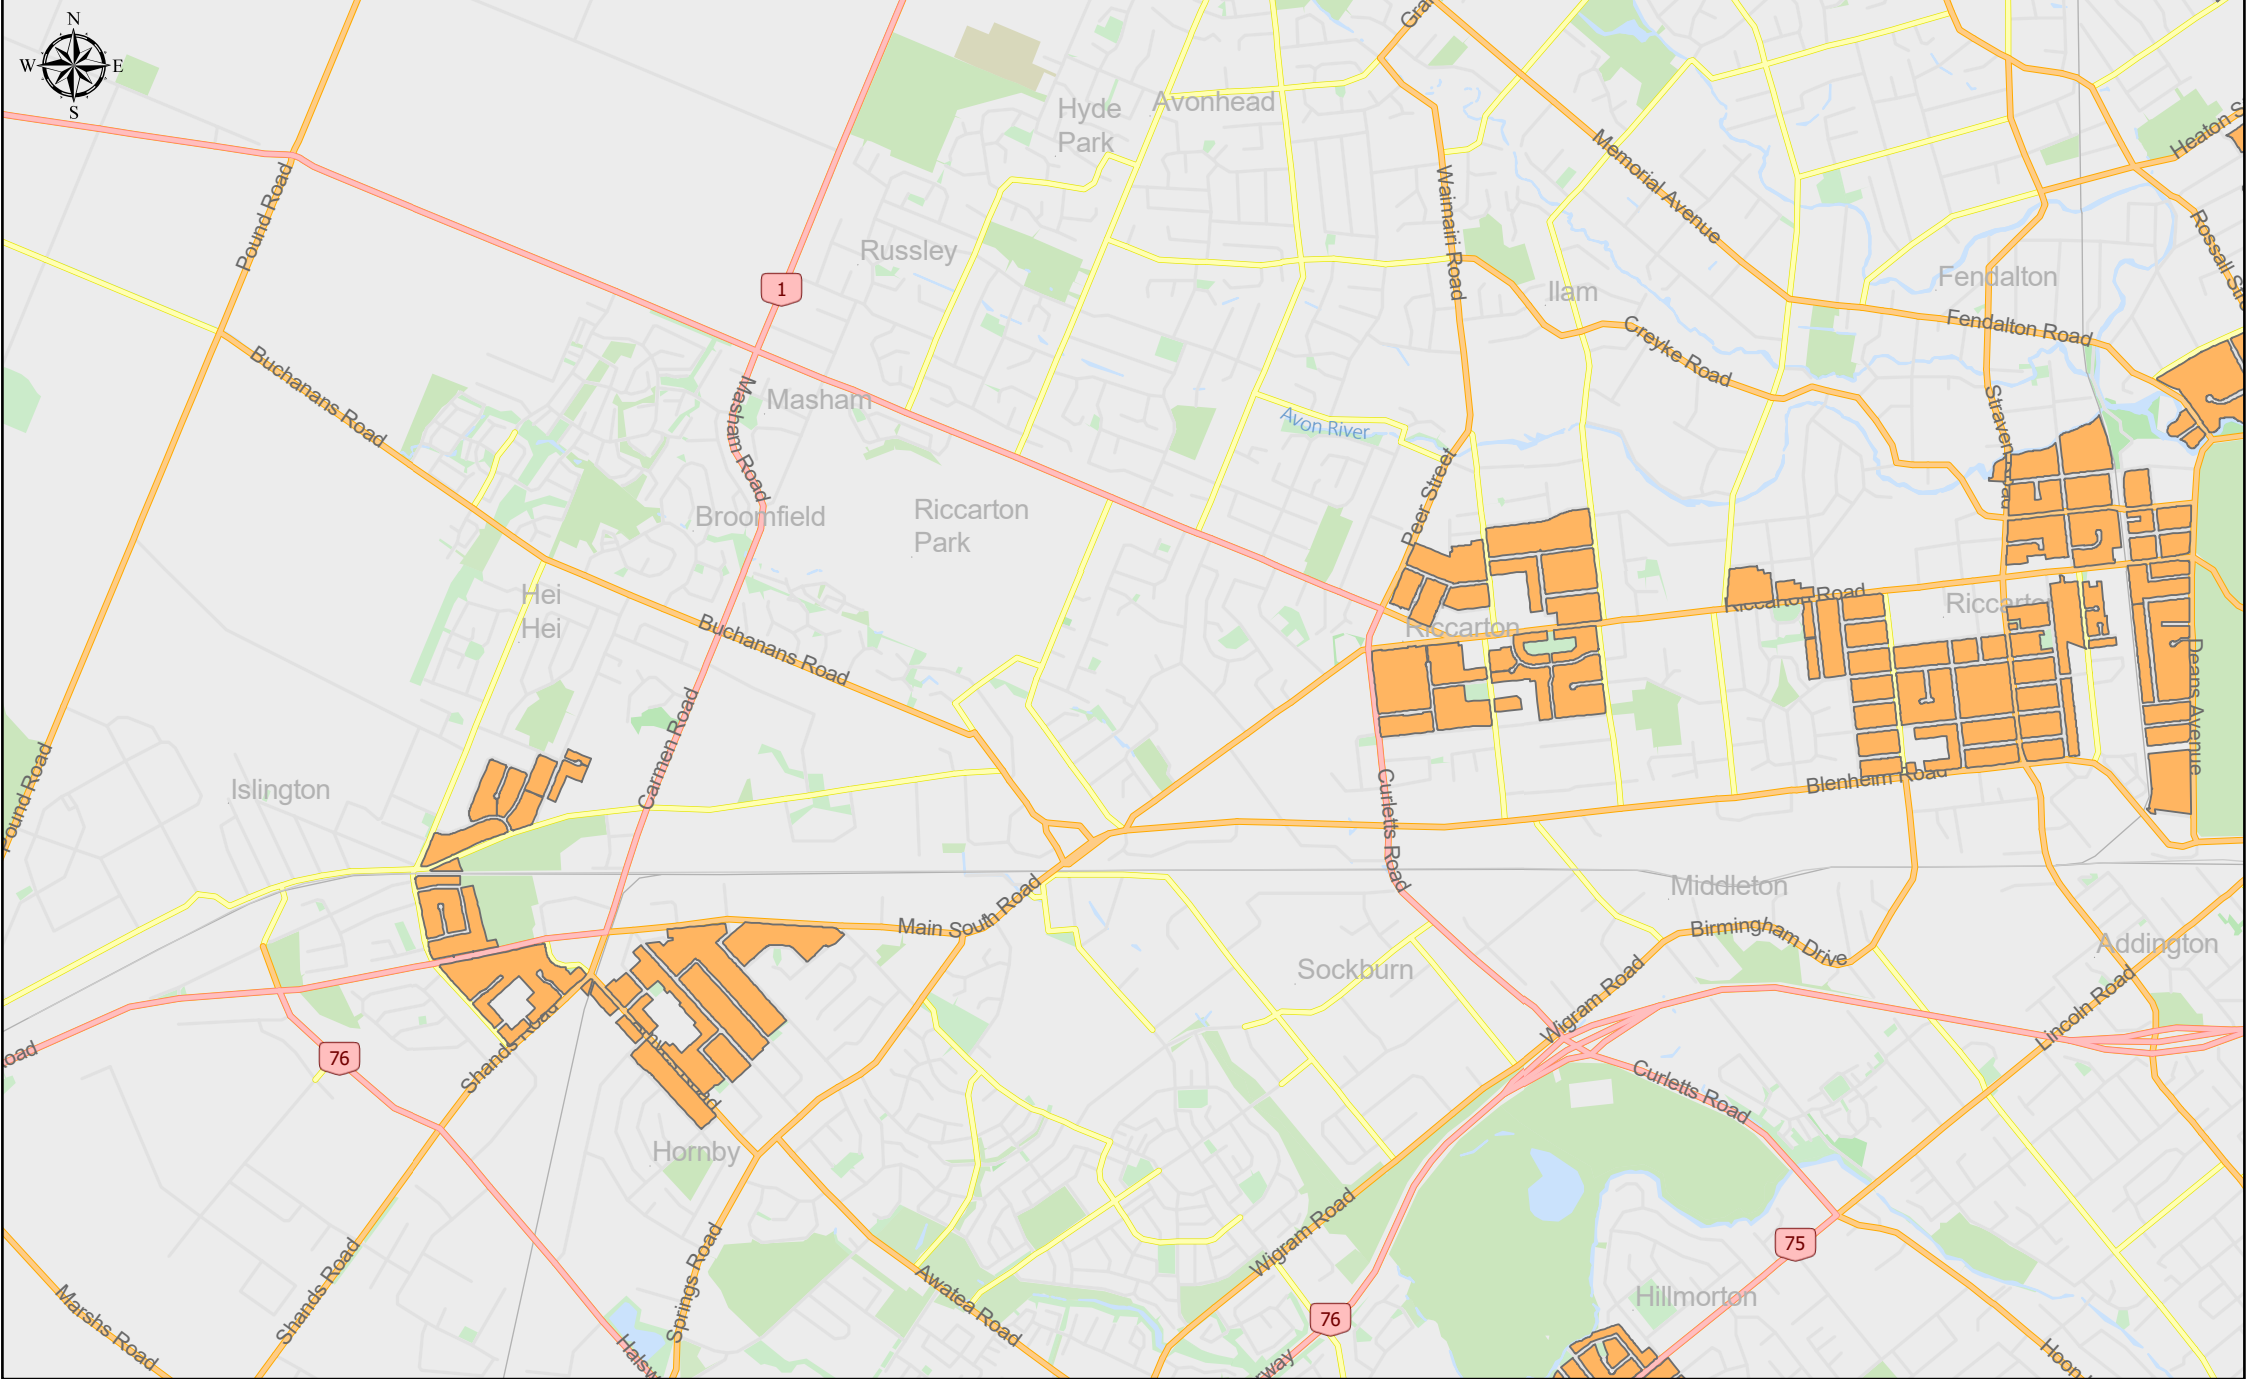 N
W E
S
Hyde
Park
Avonhead
Heaton
Memorial Avenue
Waimairi Road
Pound Road
Rossall
Russley
1
Ilam
Fendalton
Fendalton Road
Creyke Road
Buchanans Road
Masham
Masham Road
Avon River
Peer Street
Riccarton
Park
Broomfield
Hei
Hei
Riccarton Road
Riccarton
Riccarton
Buchanans Road
Deans Avenue
Carmen Road
Pound Road
Islington
Curletts Road
Blenheim Road
Main South Road
Middleton
Birmingham Drive
Addington
Sockburn
Wigram Road
Lincoln Road
Shands Road
76
Curletts Road
Hornby
Wigram Road
75
Springs Road
Shands Road
Awatea Road
Hillmorton
Marshs Road
76